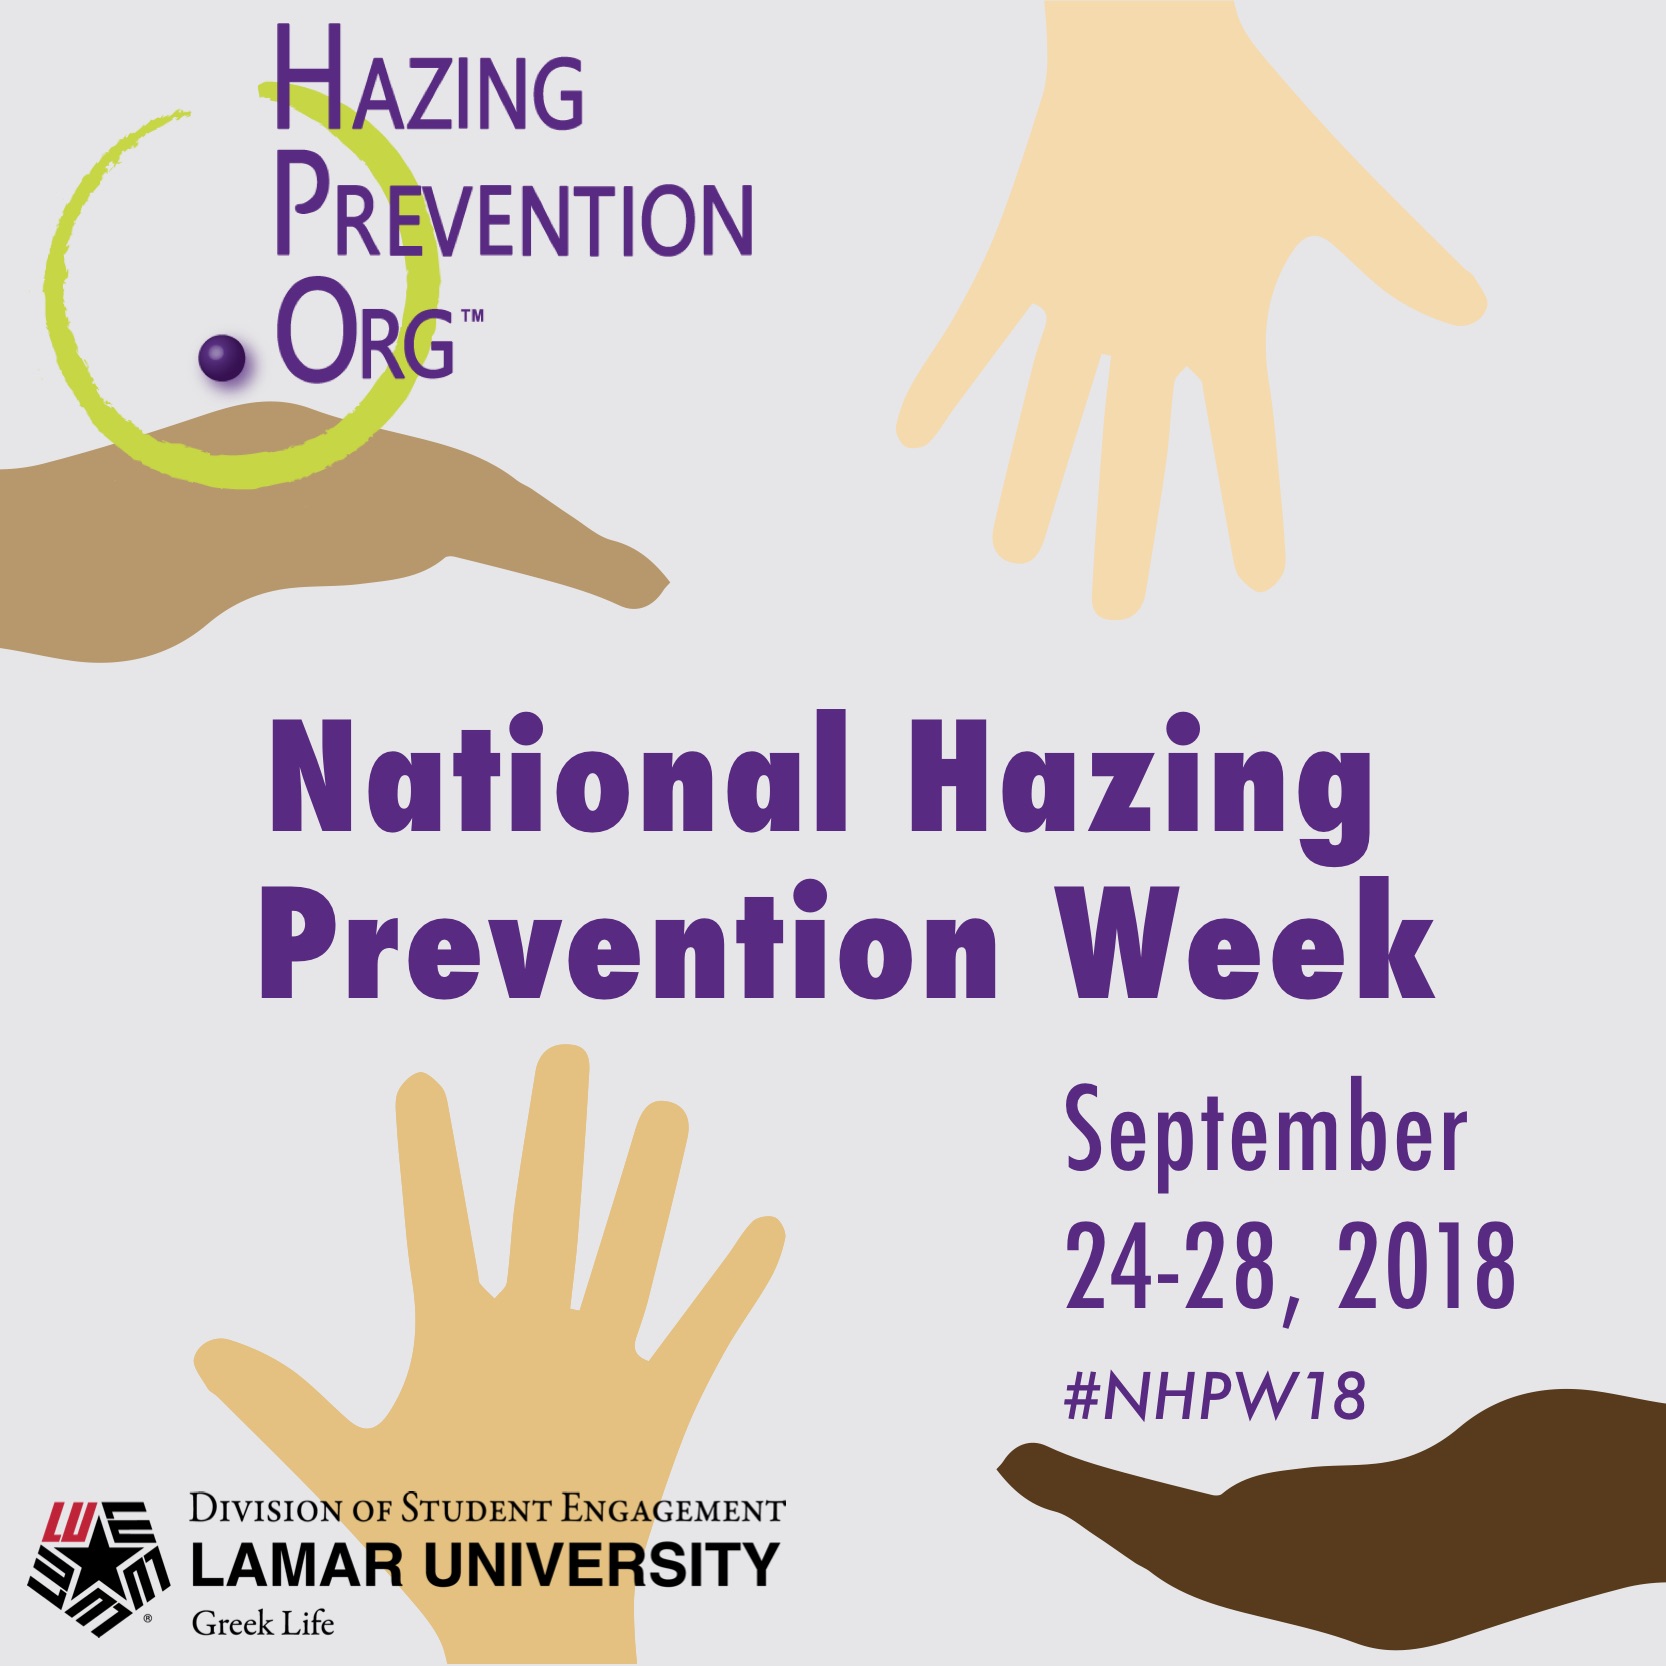 Hazing
Prevention
Org™
National Hazing
Prevention Week
September
24-28, 2018
#NHPW18
LU
Division of Student Engagement
LAMAR UNIVERSITY
Greek Life
®